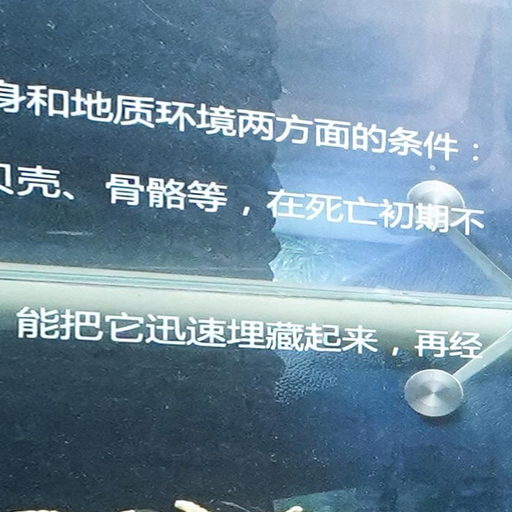 身和地质环境两方面的条件：
贝壳、骨骼等，在死亡初期不
能把它迅速埋藏起来，再经